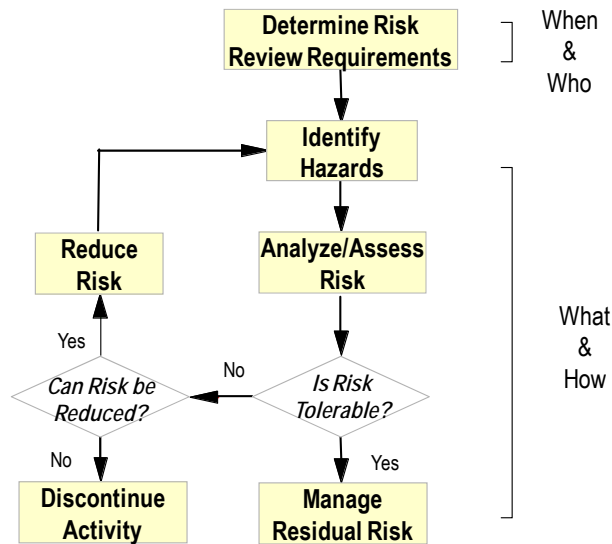 Determine Risk
Review Requirements
When
&
Who
Identify
Hazards
Reduce
Risk
Analyze/Assess
Risk
What
&
How
Yes
Can Risk be
Reduced?
No
Is Risk
Tolerable?
No
Yes
Discontinue
Activity
Manage
Residual Risk